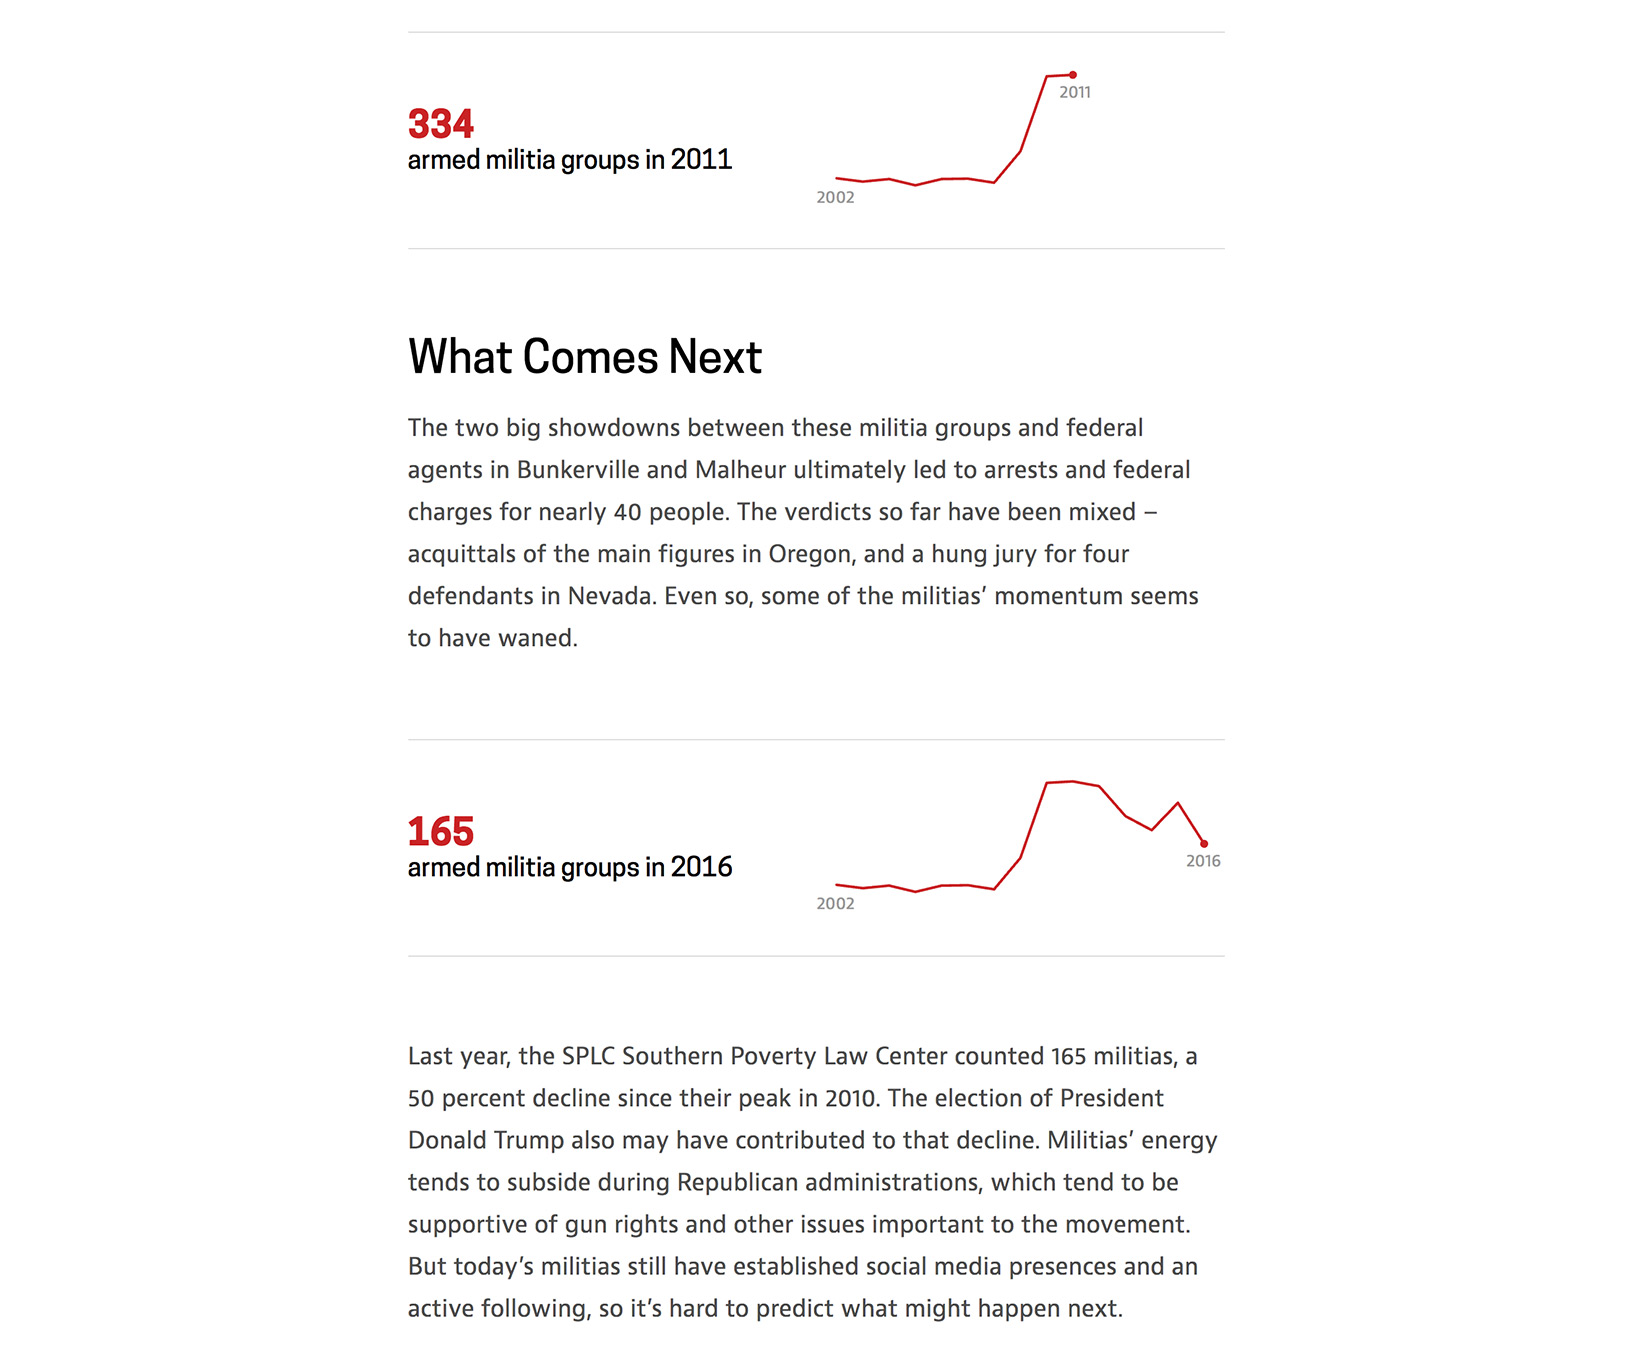 2011
334
armed militia groups in 2011
2002
What Comes Next
The two big showdowns between these militia groups and federal
agents in Bunkerville and Malheur ultimately led to arrests and federal
charges for nearly 40 people. The verdicts so far have been mixed –
acquittals of the main figures in Oregon, and a hung jury for four
defendants in Nevada. Even so, some of the militias’ momentum seems
to have waned.
165
armed militia groups in 2016
2016
2002
Last year, the SPLC Southern Poverty Law Center counted 165 militias, a
50 percent decline since their peak in 2010. The election of President
Donald Trump also may have contributed to that decline. Militias’ energy
tends to subside during Republican administrations, which tend to be
supportive of gun rights and other issues important to the movement.
But today’s militias still have established social media presences and an
active following, so it’s hard to predict what might happen next.